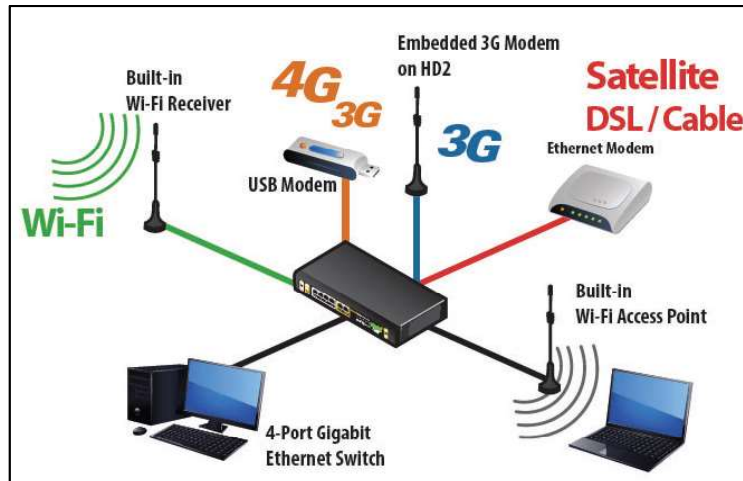 Built-in
Wi-Fi Receiver
Wi-Fi
4G
3G
USB Modem
Embedded 3G Modem
on HD2
3G
Satellite
DSL / Cable
Ethernet Modem
Built-in
Wi-Fi Access Point
4-Port Gigabit
Ethernet Switch